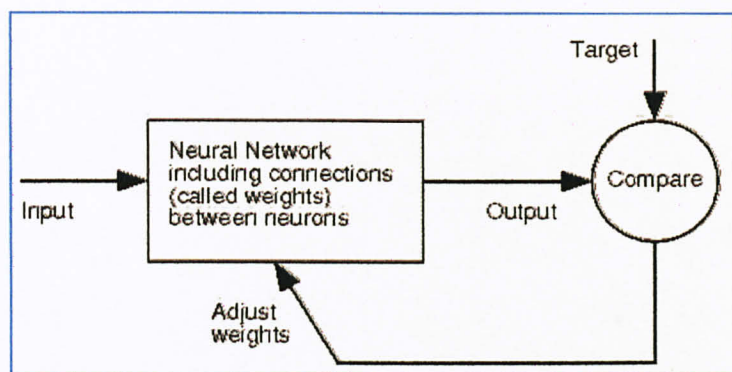 Target
Neural Network
including connections
(called weights)
between neurons
Compare
Input
Output
Adjust
weights